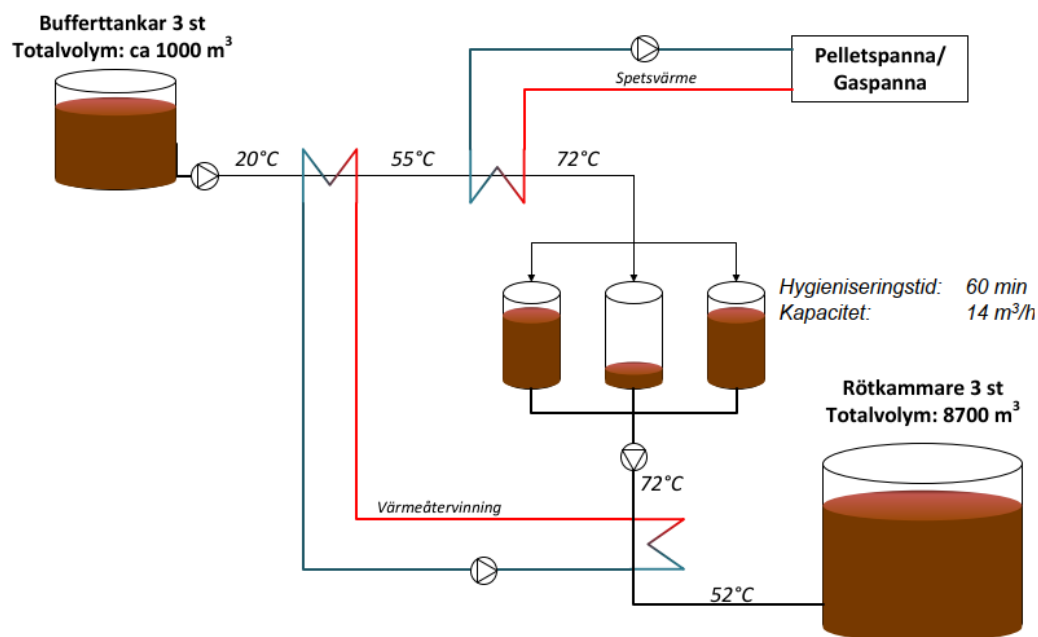 Bufferttankar 3 st
Totalvolym: ca 1000 m³
Pelletspanna/
Gaspanna
Spetsvärme
20°C
55°C
72°C
Hygieniseringstid: 60 min
Kapacitet: 14 m³/h
Rötkammare 3 st
Totalvolym: 8700 m³
72°C
Värmeåtervinning
52°C